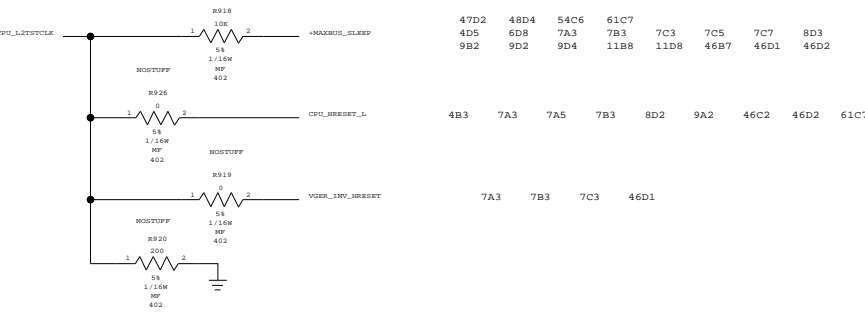 R918
10K
CPU_L2TSTCLK 1 2 +MAXBUS_SLEEP
5%
1/16W
MF
402
47D2 48D4 54C6 61C7
4D5 6D8 7A3 7B3 7C3 7C5 7C7 8D3
9B2 9D2 9D4 11B8 11D8 46B7 46D1 46D2
NOSTUFF
R926
0
1 2 CPU_HRESET_L 4B3 7A3 7A5 7B3 8D2 9A2 46C2 46D2 61C7
5%
1/16W
MF
402
NOSTUFF
R919
0
1 2 VGER_INV_HRESET 7A3 7B3 7C3 46D1
5%
1/16W
MF
402
NOSTUFF
R920
200
1 2
5%
1/16W
MF
402